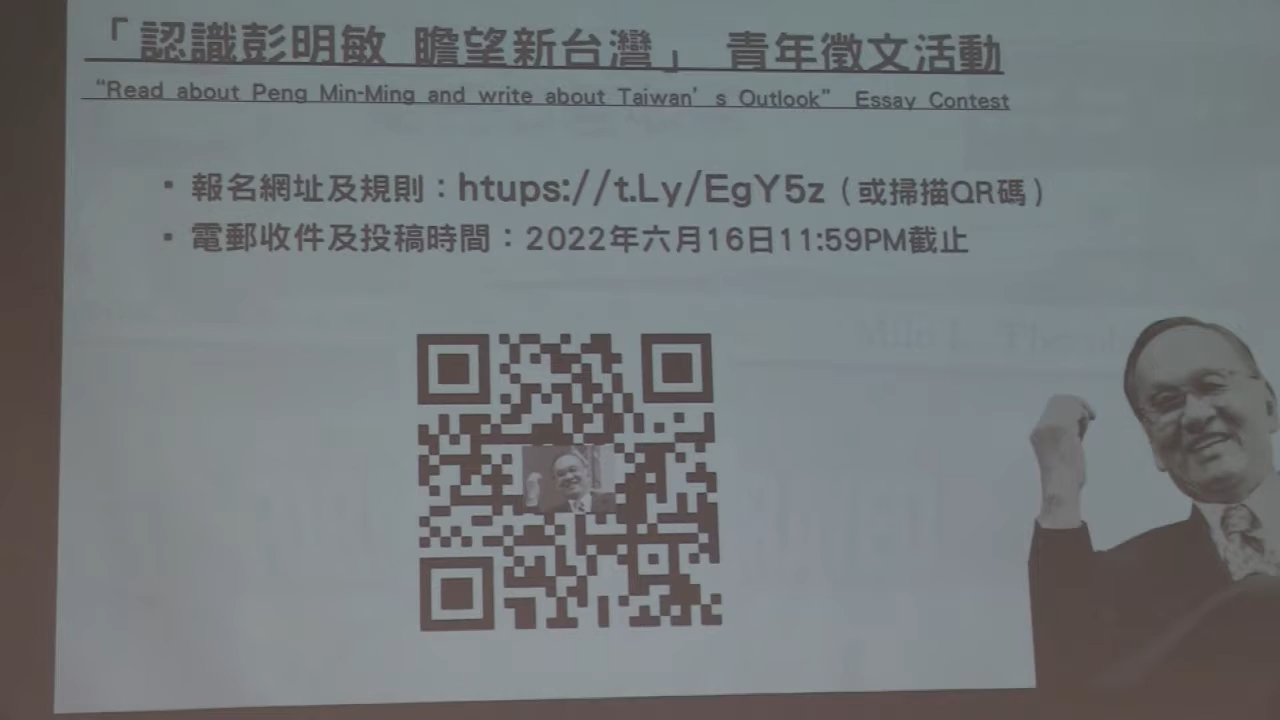 「認識彭明敏 瞻望新台灣」 青年徵文活動
“Read about Peng Min-Ming and write about Taiwan’s Outlook” Essay Contest
▪ 報名網址及規則：htups://t.Ly/EgY5z（或掃描QR碼）
▪ 電郵收件及投稿時間：2022年六月16日11:59PM截止